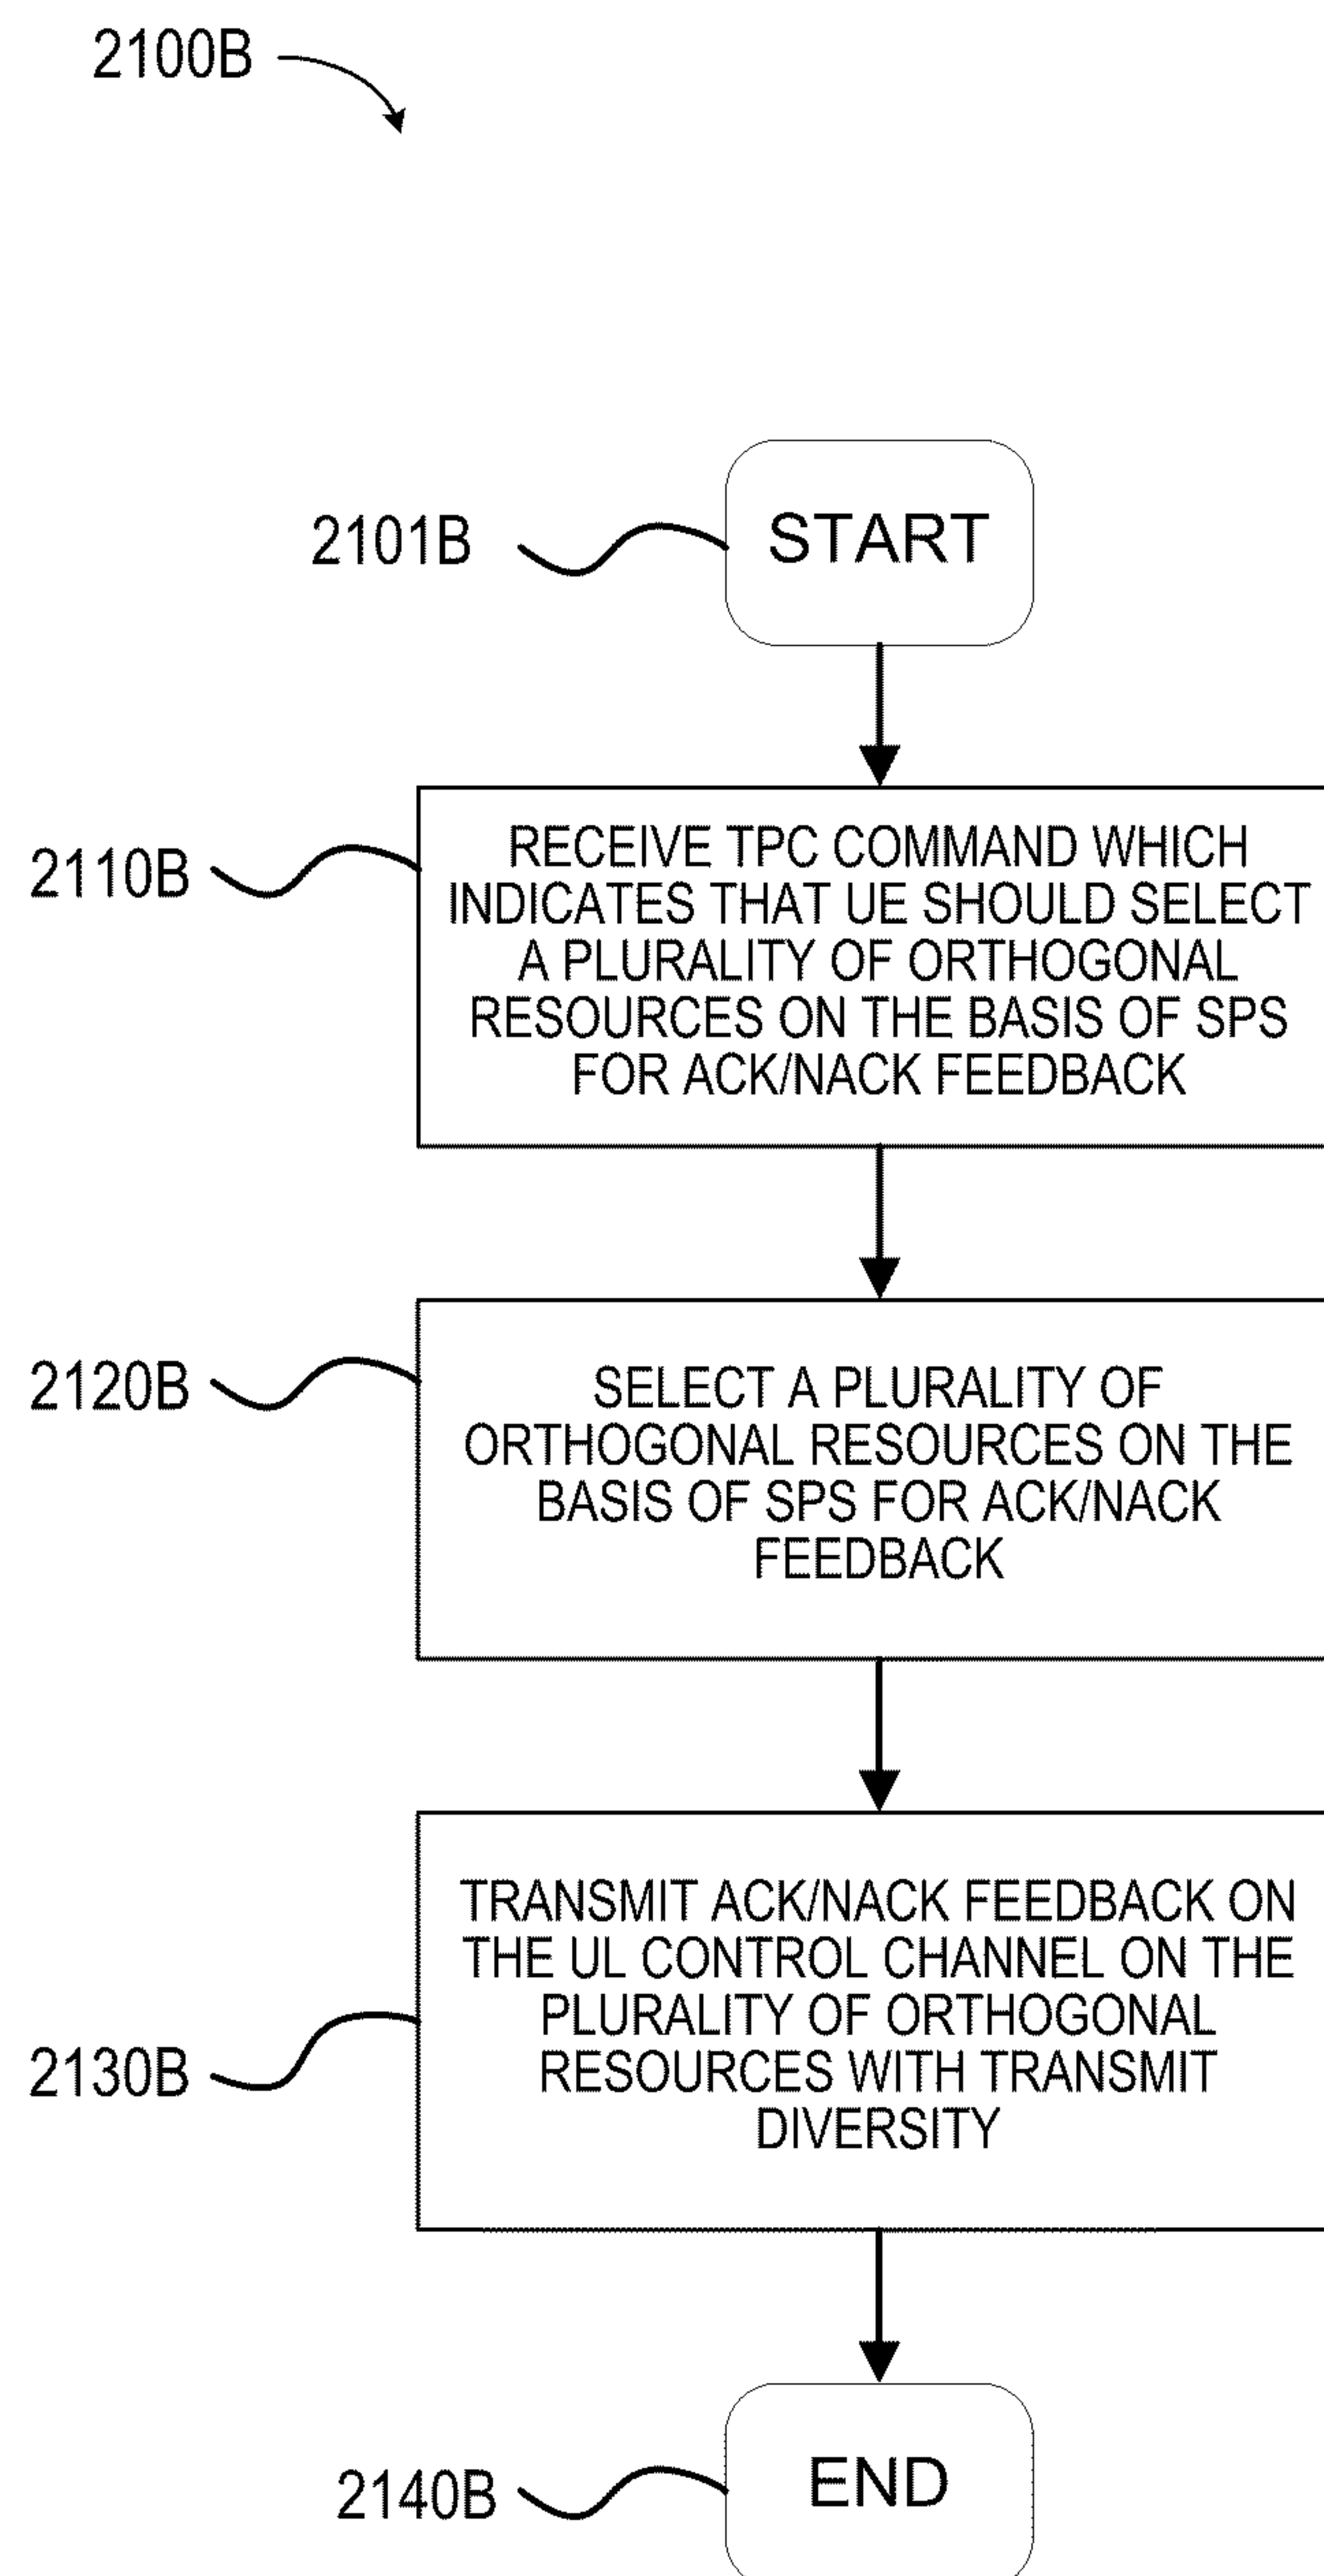 2100B
2101B
START
2110B
RECEIVE TPC COMMAND WHICH
INDICATES THAT UE SHOULD SELECT
A PLURALITY OF ORTHOGONAL
RESOURCES ON THE BASIS OF SPS
FOR ACK/NACK FEEDBACK
2120B
SELECT A PLURALITY OF
ORTHOGONAL RESOURCES ON THE
BASIS OF SPS FOR ACK/NACK
FEEDBACK
2130B
TRANSMIT ACK/NACK FEEDBACK ON
THE UL CONTROL CHANNEL ON THE
PLURALITY OF ORTHOGONAL
RESOURCES WITH TRANSMIT
DIVERSITY
2140B
END